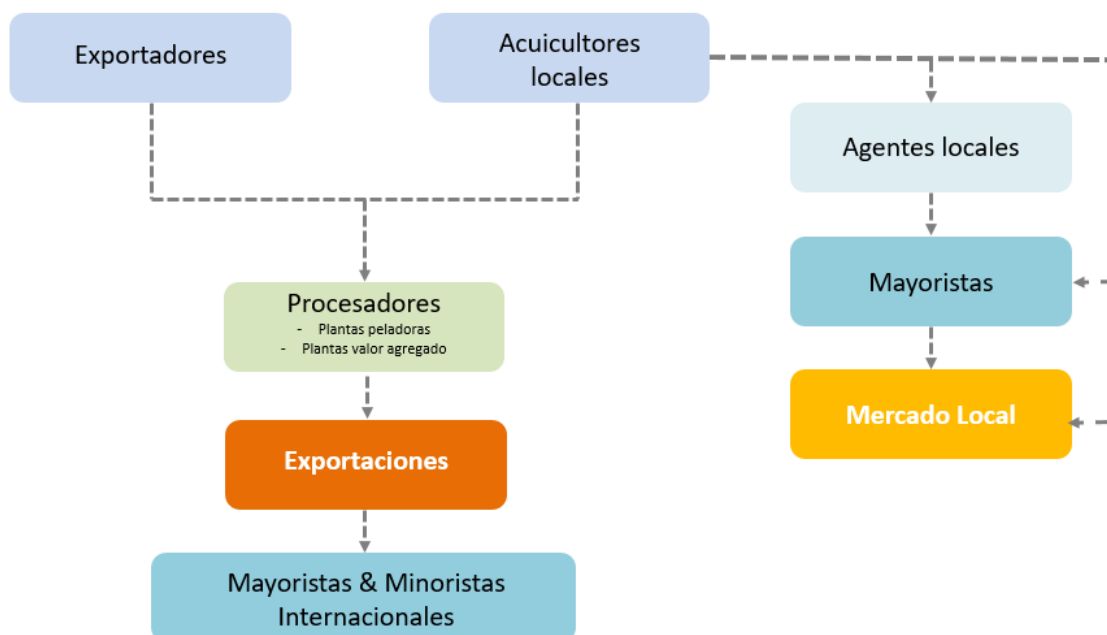 Exportadores
Acuicultores
locales
Agentes locales
Mayoristas
Mercado Local
Procesadores
- Plantas peladoras
- Plantas valor agregado
Exportaciones
Mayoristas & Minoristas
Internacionales